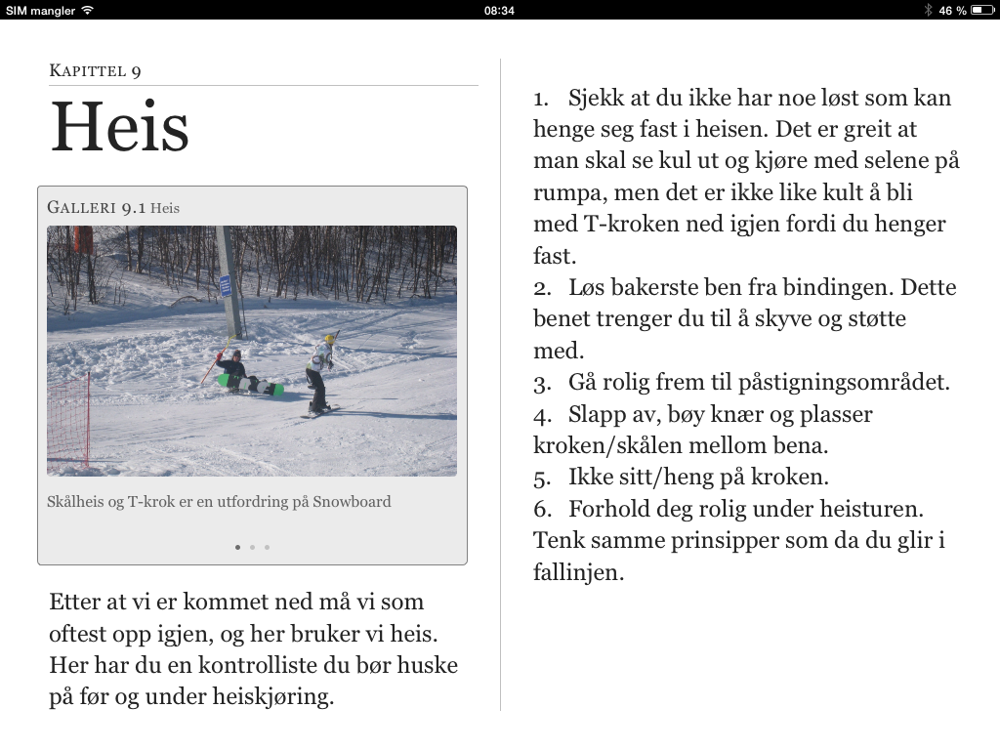 SIM mangler 08:34 46 %
KAPITTEL 9
Heis
GALLERI 9.1 Heis
Skålheis og T-krok er en utfordring på Snowboard
Etter at vi er kommet ned må vi som
oftest opp igjen, og her bruker vi heis.
Her har du en kontrolliste du bør huske
på før og under heiskjøring.
1. Sjekk at du ikke har noe løst som kan
henge seg fast i heisen. Det er greit at
man skal se kul ut og kjøre med selene på
rumpa, men det er ikke like kult å bli
med T-kroken ned igjen fordi du henger
fast.
2. Løs bakerste ben fra bindingen. Dette
benet trenger du til å skyve og støtte
med.
3. Gå rolig frem til påstigningsområdet.
4. Slapp av, bøy knær og plasser
kroken/skålen mellom bena.
5. Ikke sitt/heng på kroken.
6. Forhold deg rolig under heisturen.
Tenk samme prinsipper som da du glir i
fallinjen.